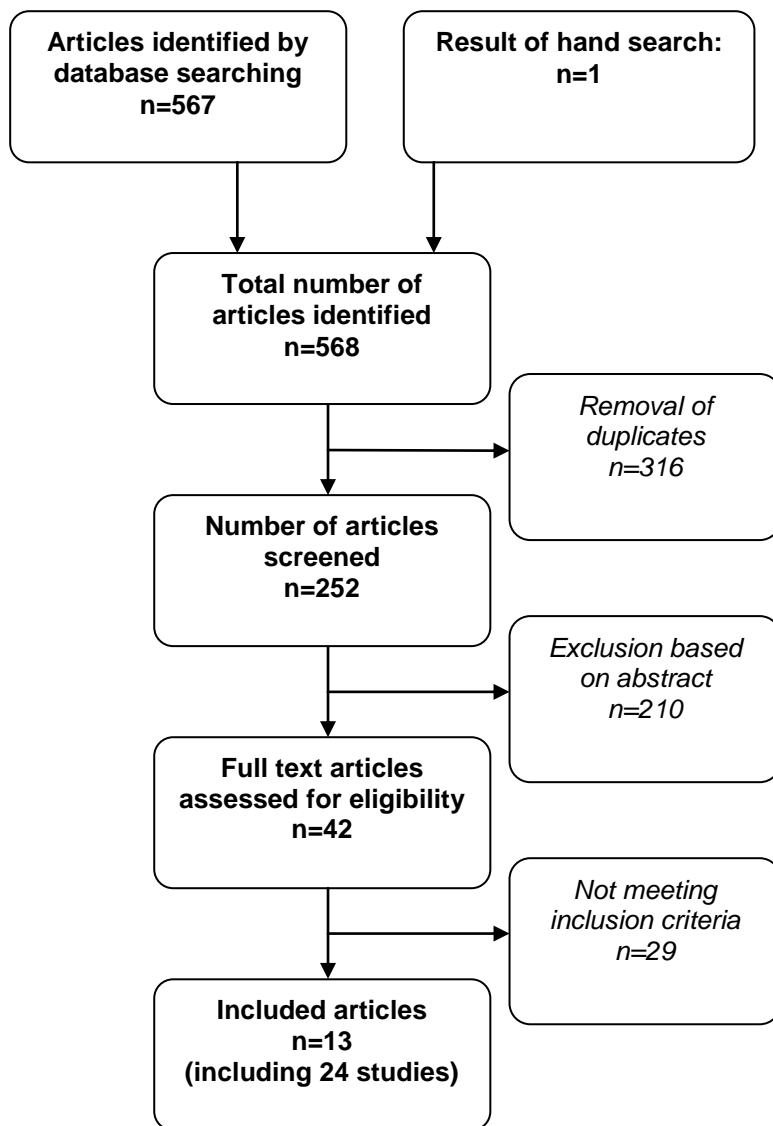 Articles identified by
database searching
n=567
Result of hand search:
n=1
Total number of
articles identified
n=568
Removal of
duplicates
n=316
Number of articles
screened
n=252
Exclusion based
on abstract
n=210
Full text articles
assessed for eligibility
n=42
Not meeting
inclusion criteria
n=29
Included articles
n=13
(including 24 studies)